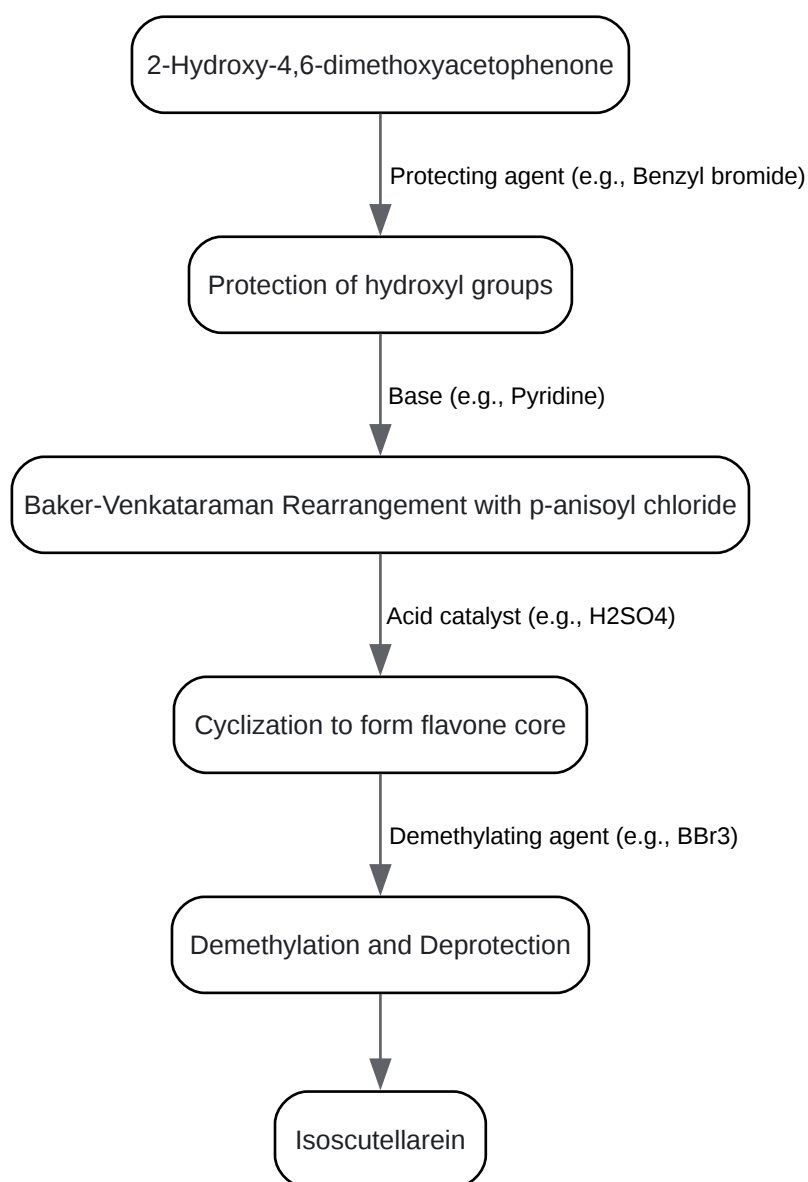 2-Hydroxy-4,6-dimethoxyacetophenone
Protecting agent (e.g., Benzyl bromide)
Protection of hydroxyl groups
Base (e.g., Pyridine)
Baker-Venkataraman Rearrangement with p-anisoyl chloride
Acid catalyst (e.g., H2SO4)
Cyclization to form flavone core
Demethylating agent (e.g., BBr3)
Demethylation and Deprotection
Isoscutellarein